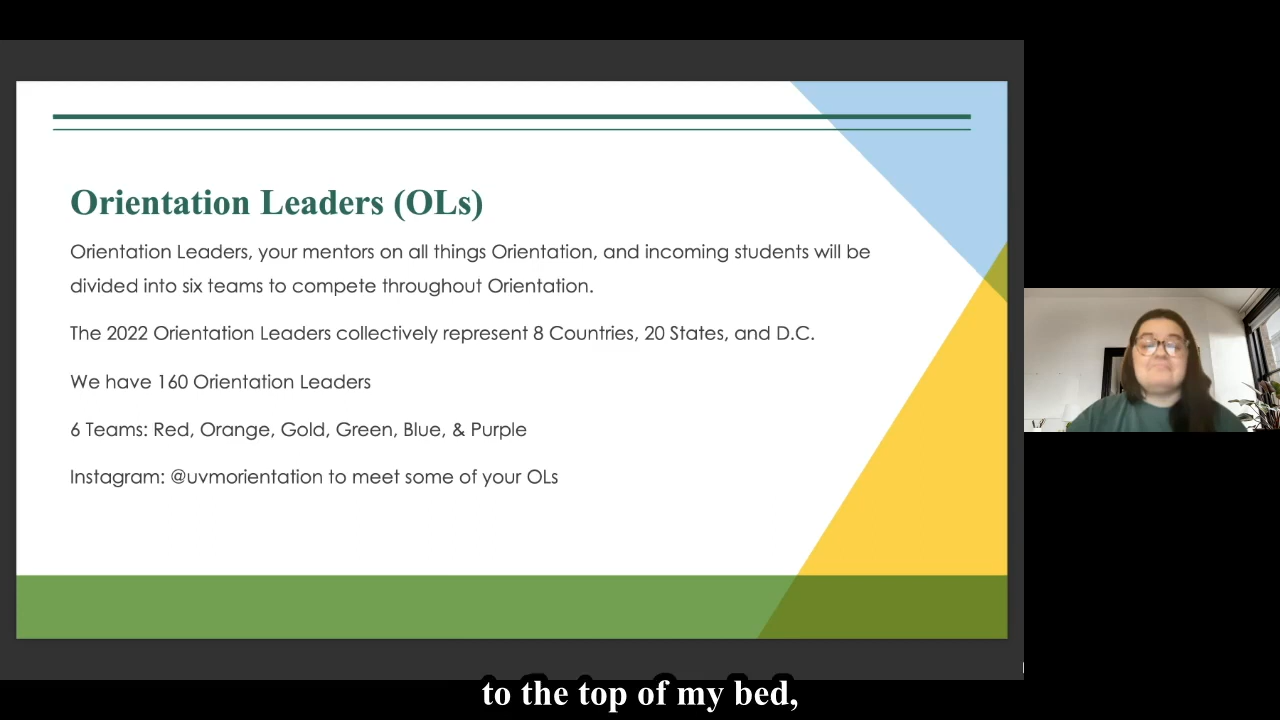 Orientation Leaders (OLs)
Orientation Leaders, your mentors on all things Orientation, and incoming students will be
divided into six teams to compete throughout Orientation.
The 2022 Orientation Leaders collectively represent 8 Countries, 20 States, and D.C.
We have 160 Orientation Leaders
6 Teams: Red, Orange, Gold, Green, Blue, & Purple
Instagram: @uvmorientation to meet some of your OLs
to the top of my bed,